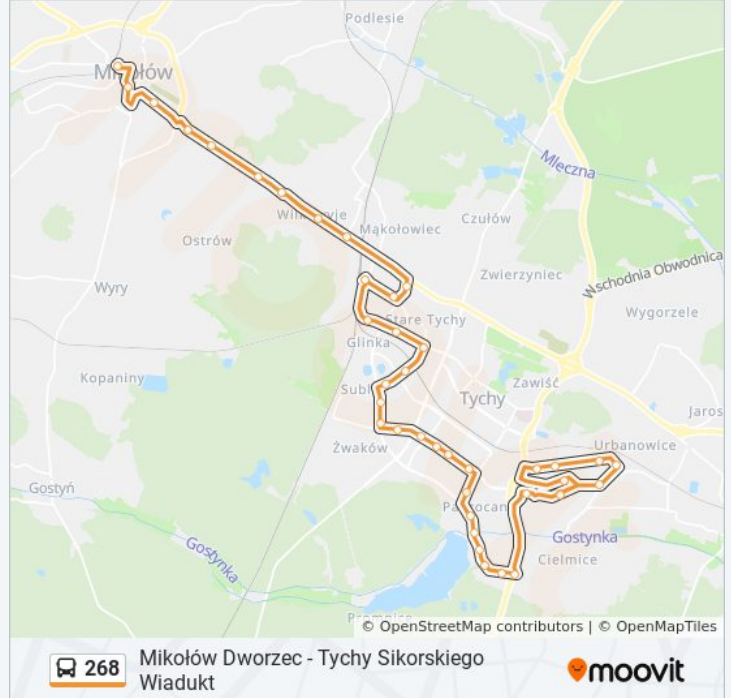 Podlesie
Mikołów
Mleczna
Mąkołowiec
Czułów
Ostrów
Zwierzyniec
Wschodnia Obwodnica
Wyry
Wygorzele
Stare Tychy
Glinka
Kopaniny
Zawiść
Tychy
Jaros
Żwaków
Urbanowice
Gostyń
Gostynka
Gostynka
Cielmice
© OpenStreetMap contributors | © OpenMapTiles
268
Mikołów Dworzec - Tychy Sikorskiego
Wiadukt
moovit